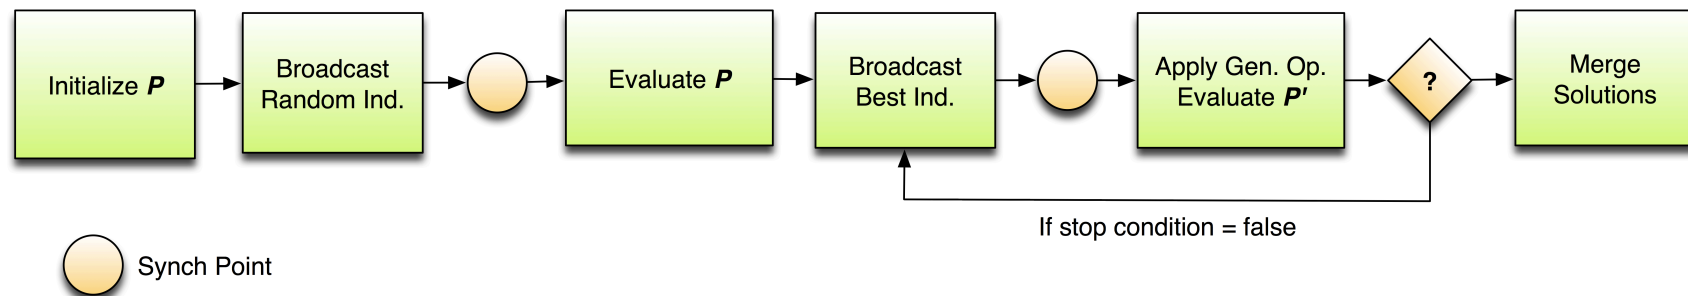 Initialize P
Broadcast
Random Ind.
Evaluate P
Broadcast
Best Ind.
Apply Gen. Op.
Evaluate P'
?
Merge
Solutions
If stop condition = false
Synch Point